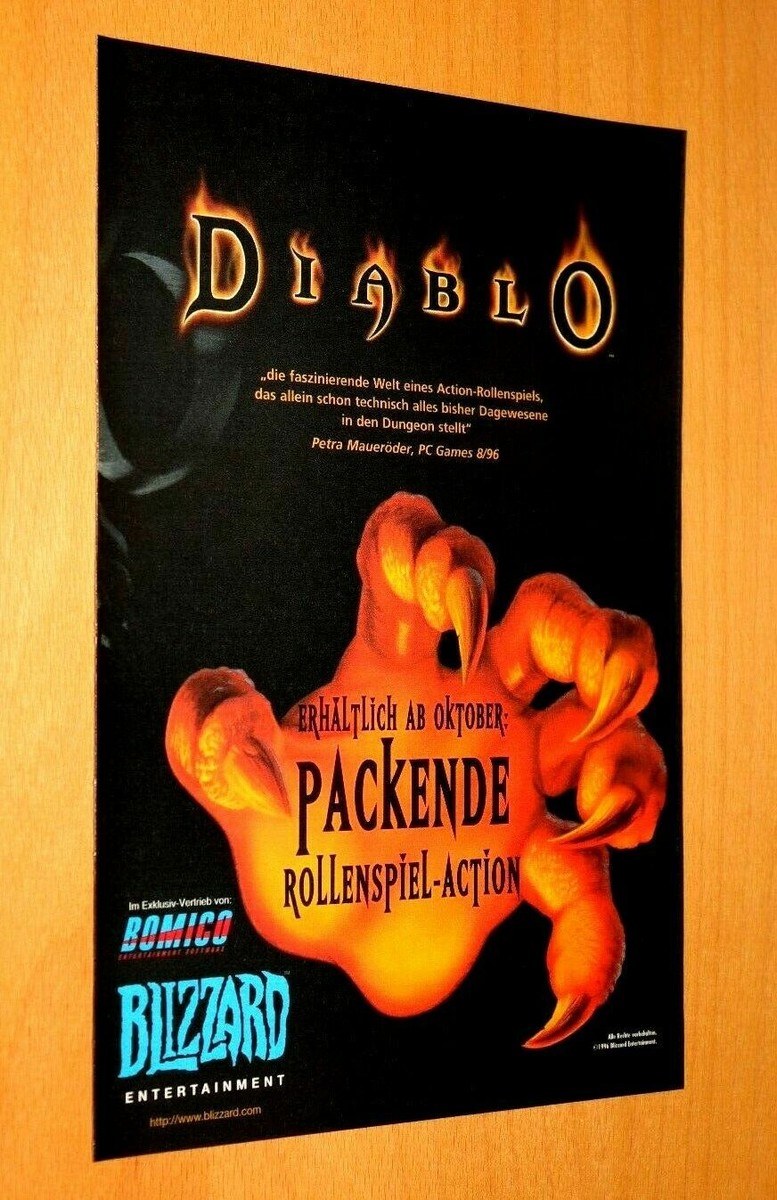 DIABLO
„die faszinierende Welt eines Action-Rollenspiels,
das allein schon technisch alles bisher Dagewesene
in den Dungeon stellt“
Petra Maueröder, PC Games 8/96
ERHÄLTLICH AB OKTOBER:
PACKENDE
ROLLENSPIEL-ACTION
Im Exklusiv-Vertrieb von:
BOMICO
ENTERTAINMENT SOFTWARE
BLIZZARD
ENTERTAINMENT
http://www.blizzard.com
Alle Rechte vorbehalten.
©1996 Blizzard Entertainment.